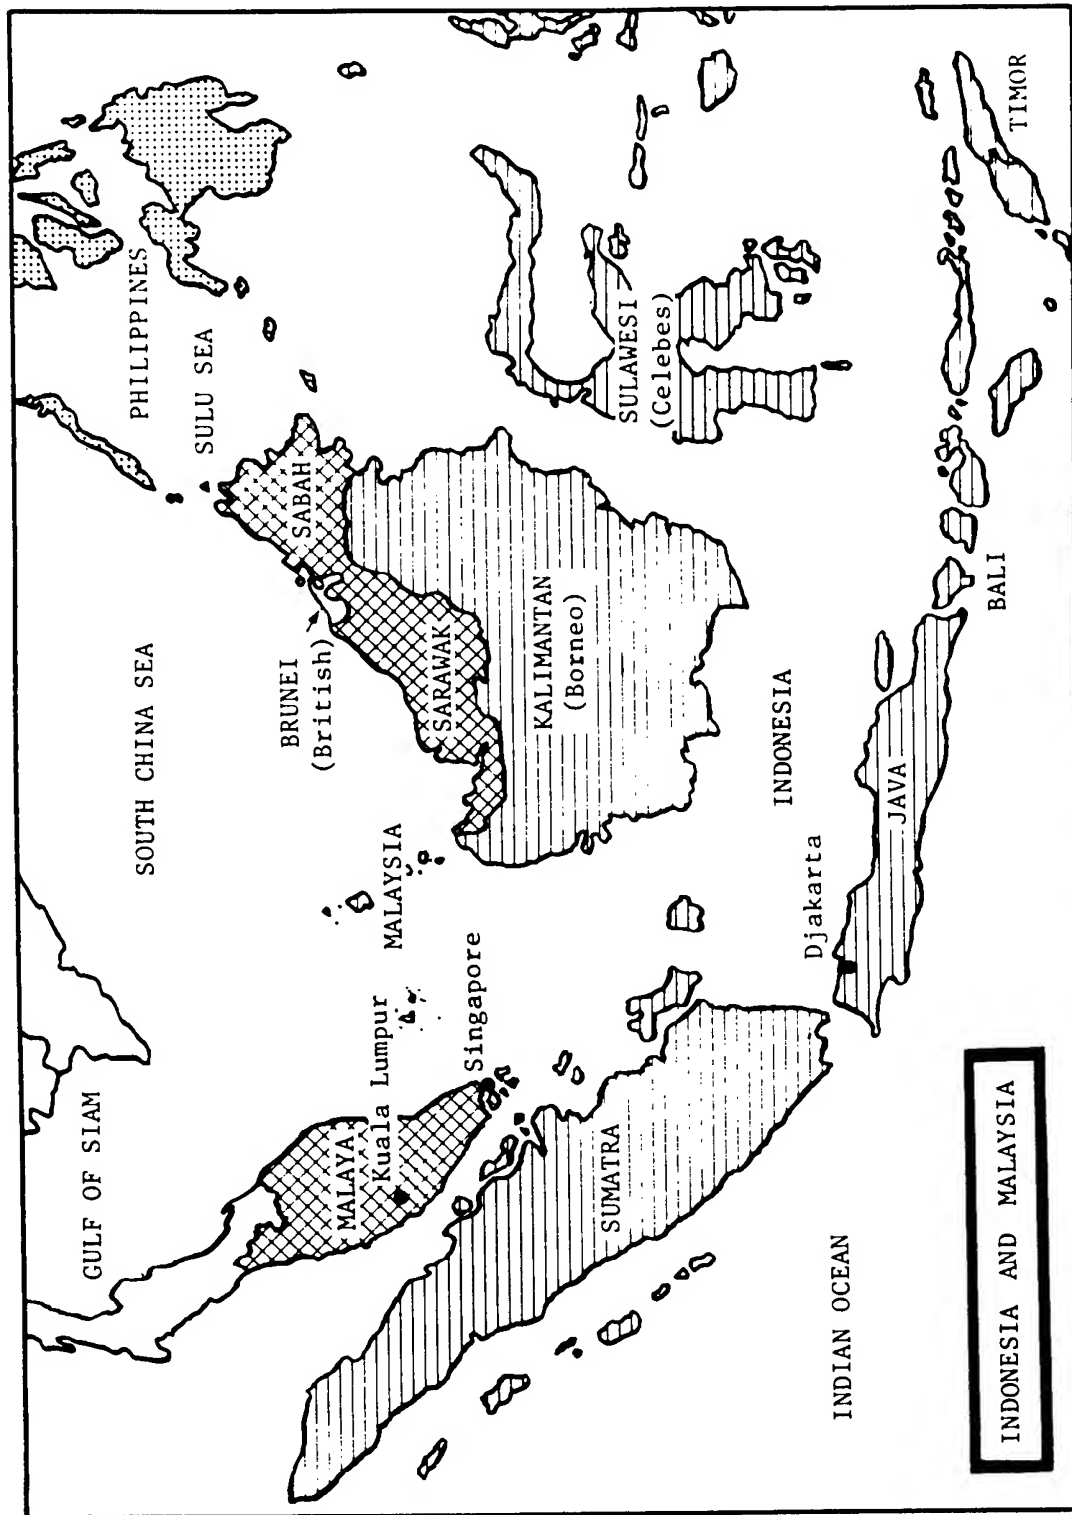 GULF OF SIAM
SOUTH CHINA SEA
PHILIPPINES
SULU SEA
SABAH
BRUNEI
(British)
SARAWAK
MALAYSIA
MALAYA
Kuala Lumpur
Singapore
KALIMANTAN
(Borneo)
SULAWESI
(Celebes)
SUMATRA
INDONESIA
Djakarta
JAVA
BALI
TIMOR
INDIAN OCEAN
INDONESIA AND MALAYSIA